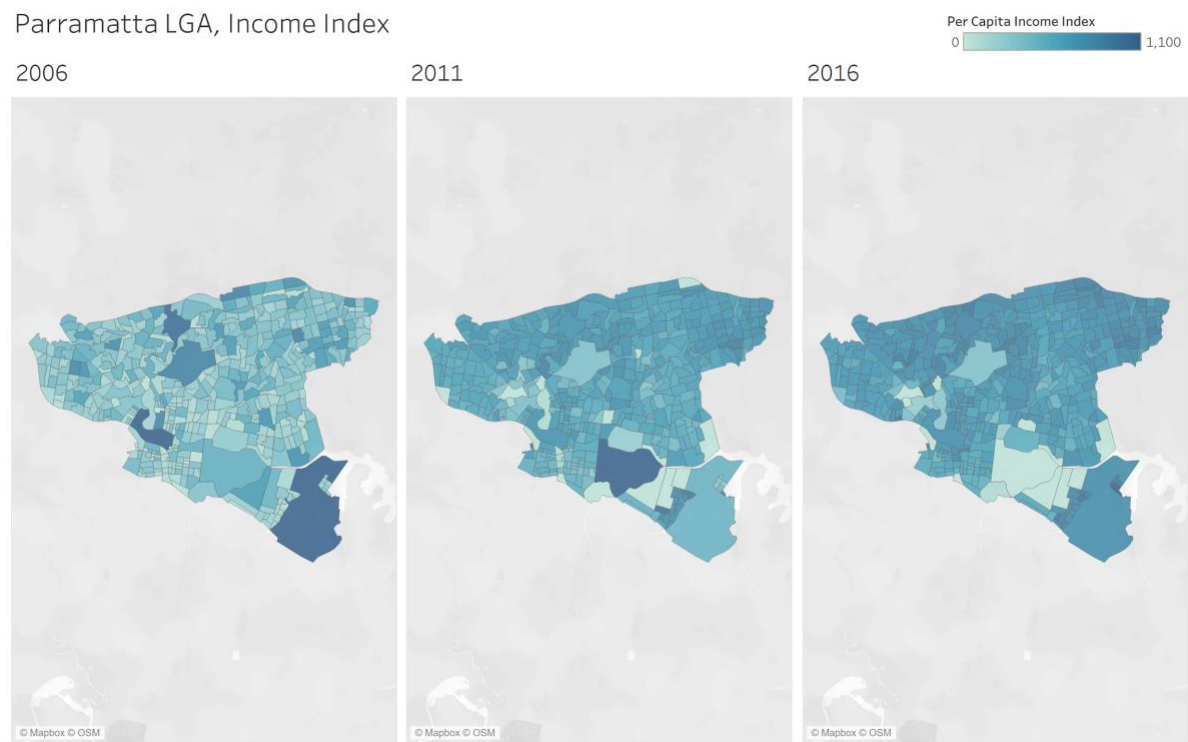 Parramatta LGA, Income Index
Per Capita Income Index
0 1,100
2006 2011 2016
© Mapbox © OSM © Mapbox © OSM © Mapbox © OSM